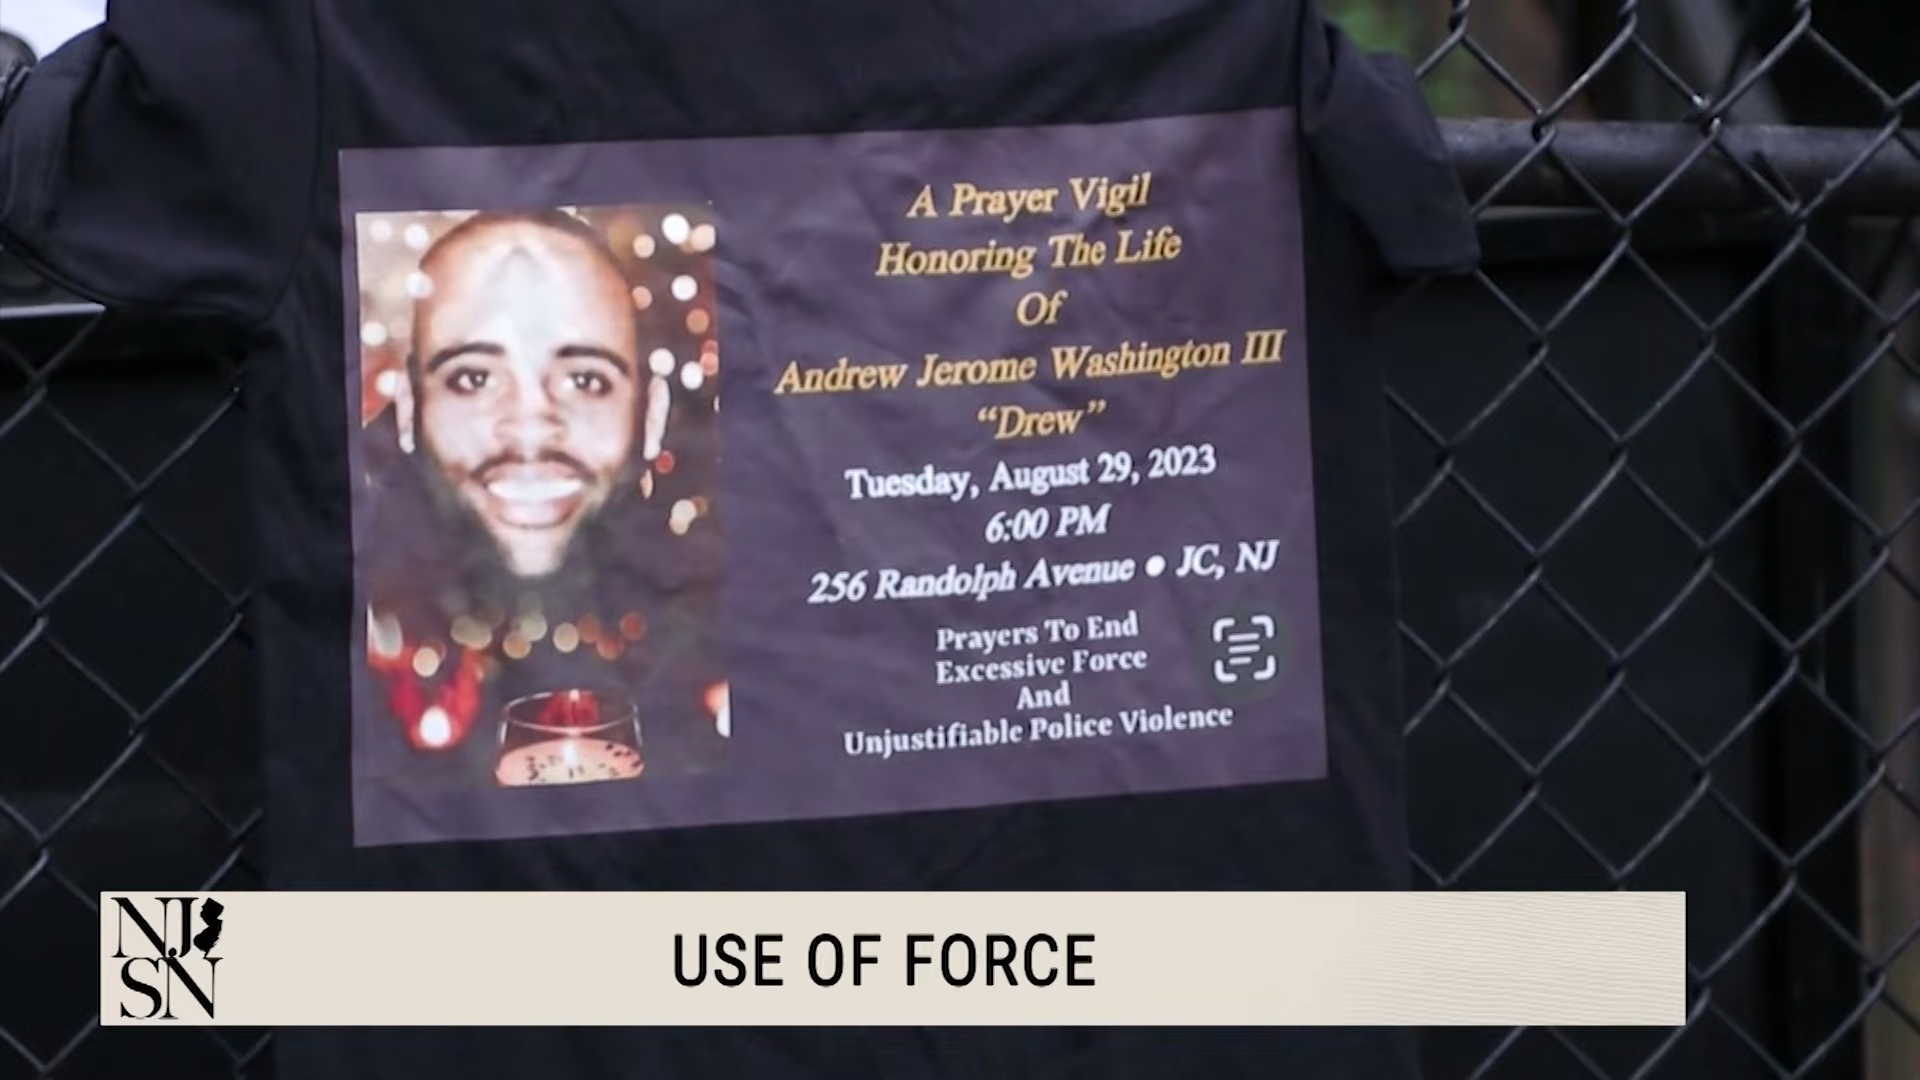 A Prayer Vigil
Honoring The Life
Of
Andrew Jerome Washington III
“Drew”
Tuesday, August 29, 2023
6:00 PM
256 Randolph Avenue ● JC, NJ
Prayers To End
Excessive Force
And
Unjustifiable Police Violence
NJ
SN
USE OF FORCE